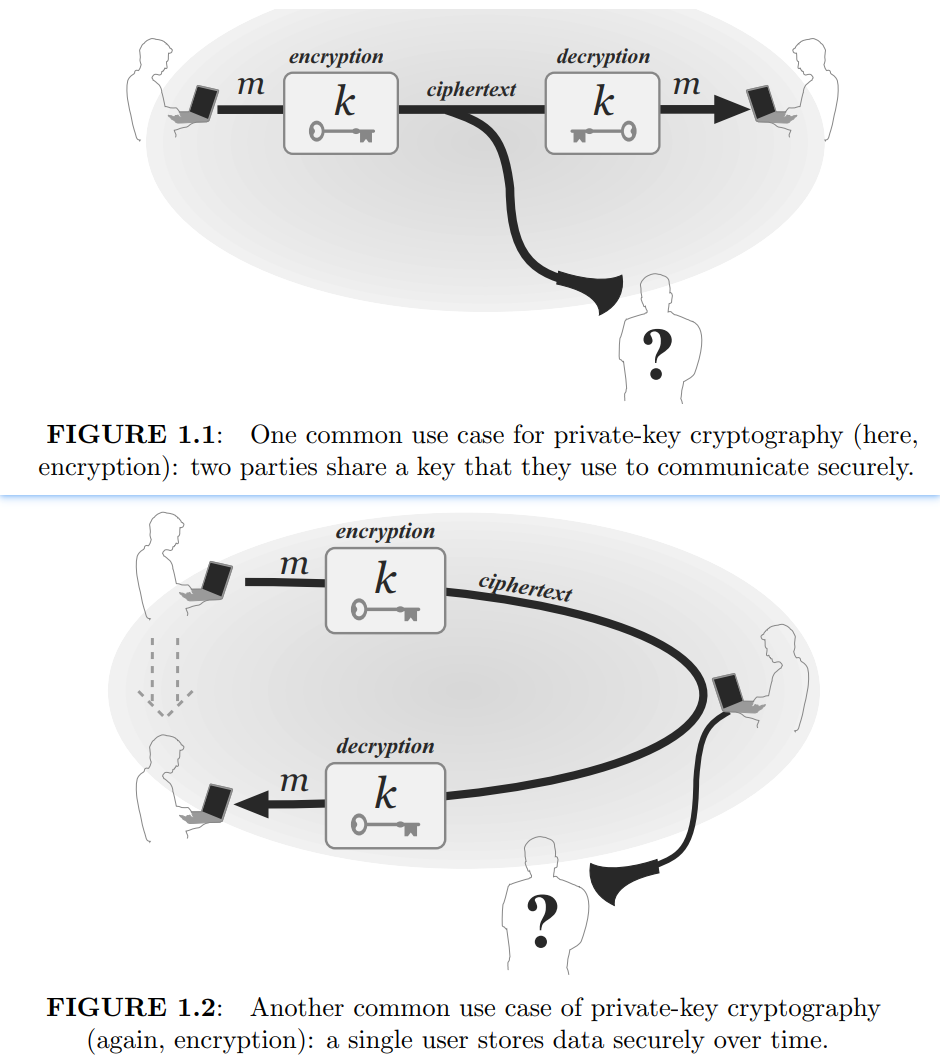 encryption
decryption
m
k
ciphertext
k
m
?
FIGURE 1.1: One common use case for private-key cryptography (here,
encryption): two parties share a key that they use to communicate securely.
encryption
m
k
ciphertext
decryption
m
k
?
FIGURE 1.2: Another common use case of private-key cryptography
(again, encryption): a single user stores data securely over time.